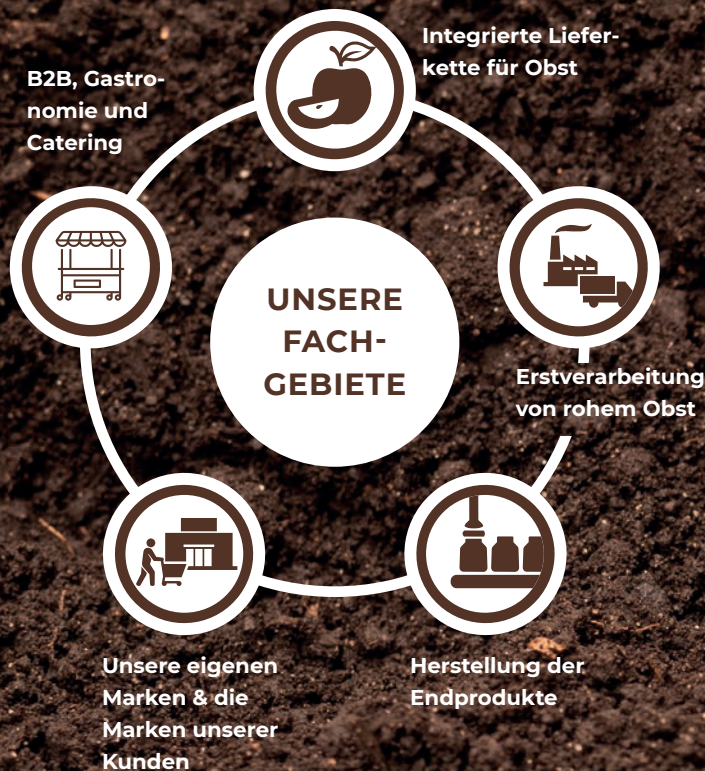 Integrierte Liefer-
kette für Obst
B2B, Gastro-
nomie und
Catering
UNSERE
FACH-
GEBIETE
Erstverarbeitung
von rohem Obst
Unsere eigenen
Marken & die
Marken unserer
Kunden
Herstellung der
Endprodukte